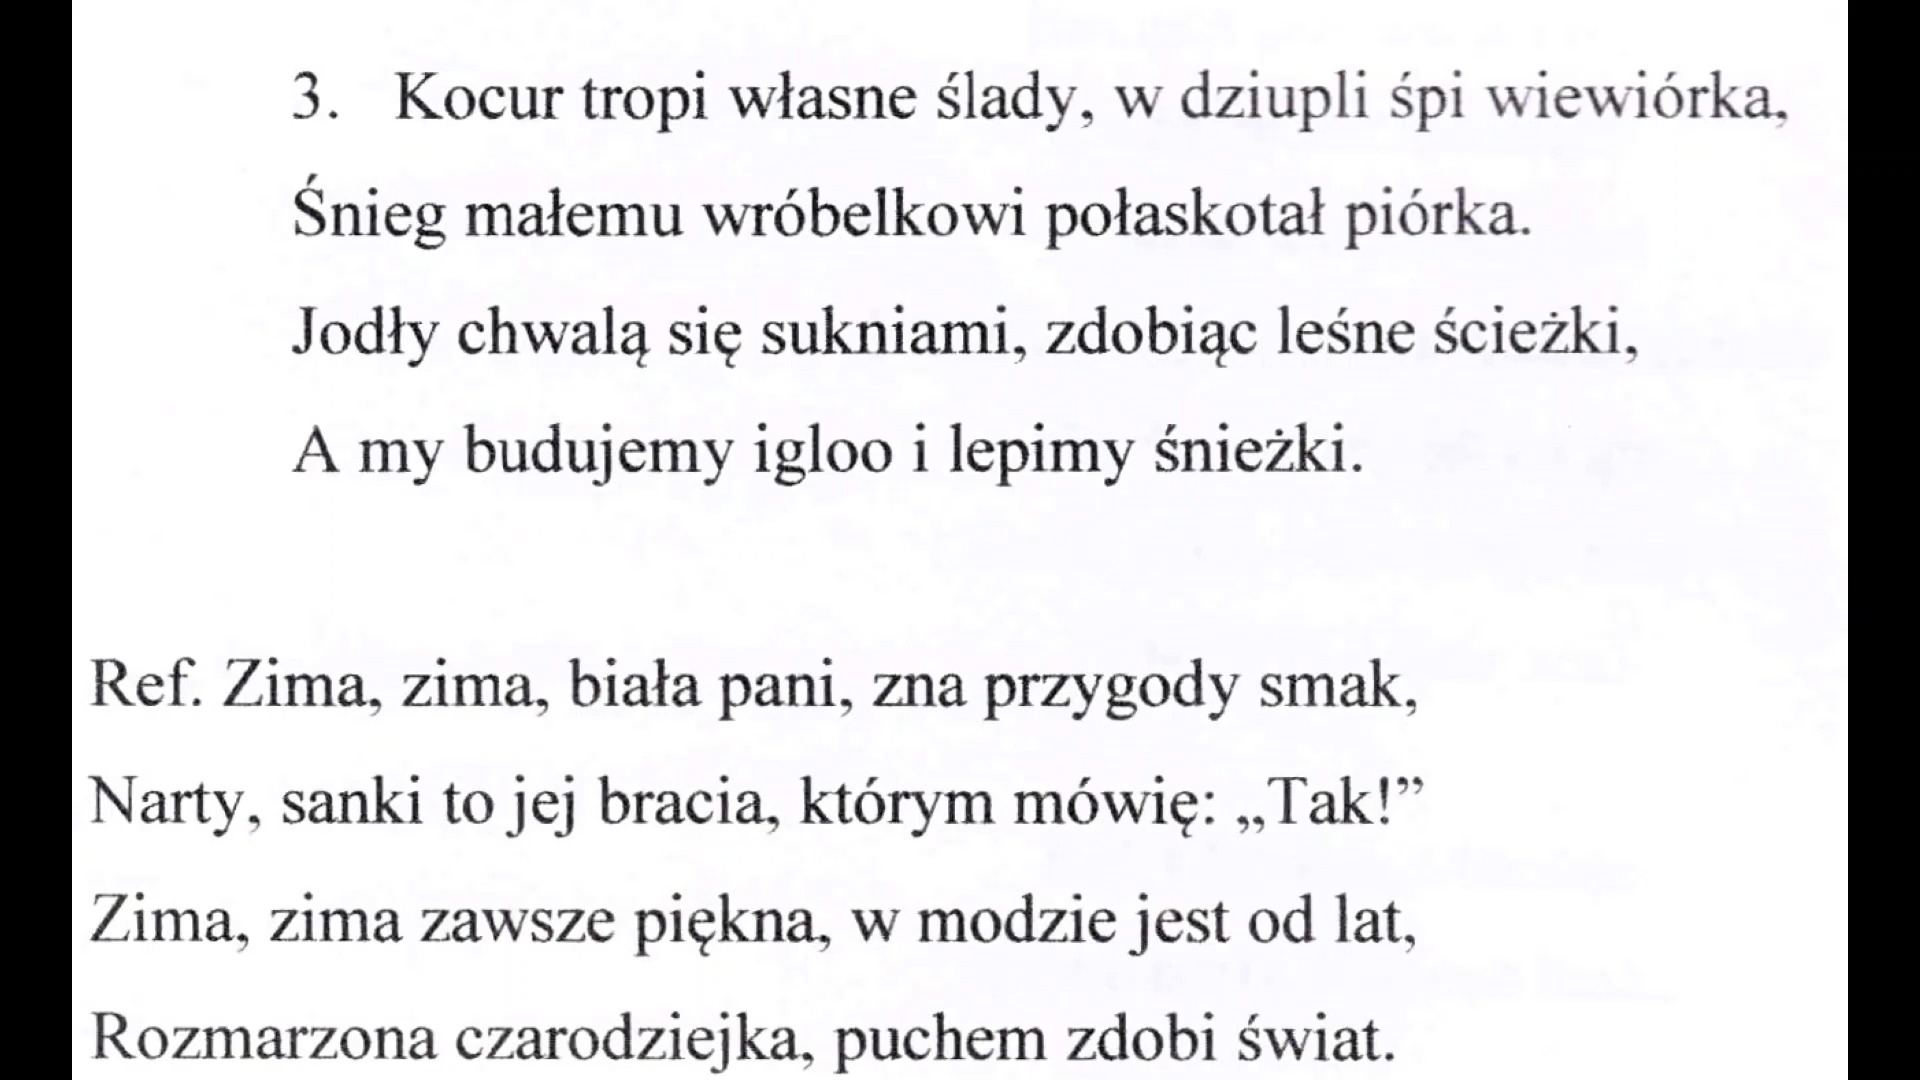 3. Kocur tropi własne ślady, w dziupli śpi wiewiórka,
Śnieg małemu wróbelkowi połaskotał piórka.
Jodły chwalą się sukniami, zdobiąc leśne ścieżki,
A my budujemy igloo i lepimy śnieżki.
Ref. Zima, zima, biała pani, zna przygody smak,
Narty, sanki to jej bracia, którym mówię: „Tak!”
Zima, zima zawsze piękna, w modzie jest od lat,
Rozmarzona czarodziejka, puchem zdobi świat.